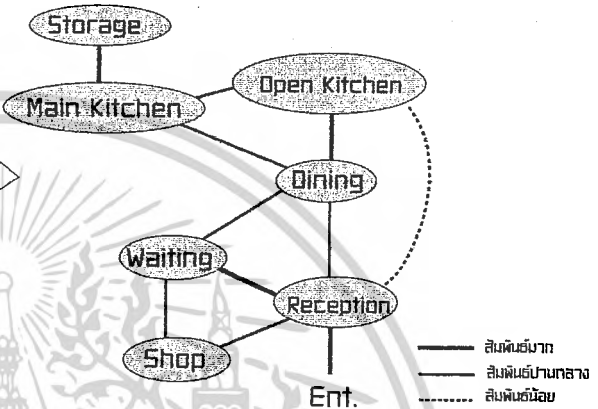 Storage
Open Kitchen
Main Kitchen
Dining
Waiting
Reception
Shop
Ent.
สัมพันธ์มาก
สัมพันธ์ปานกลาง
สัมพันธ์น้อย